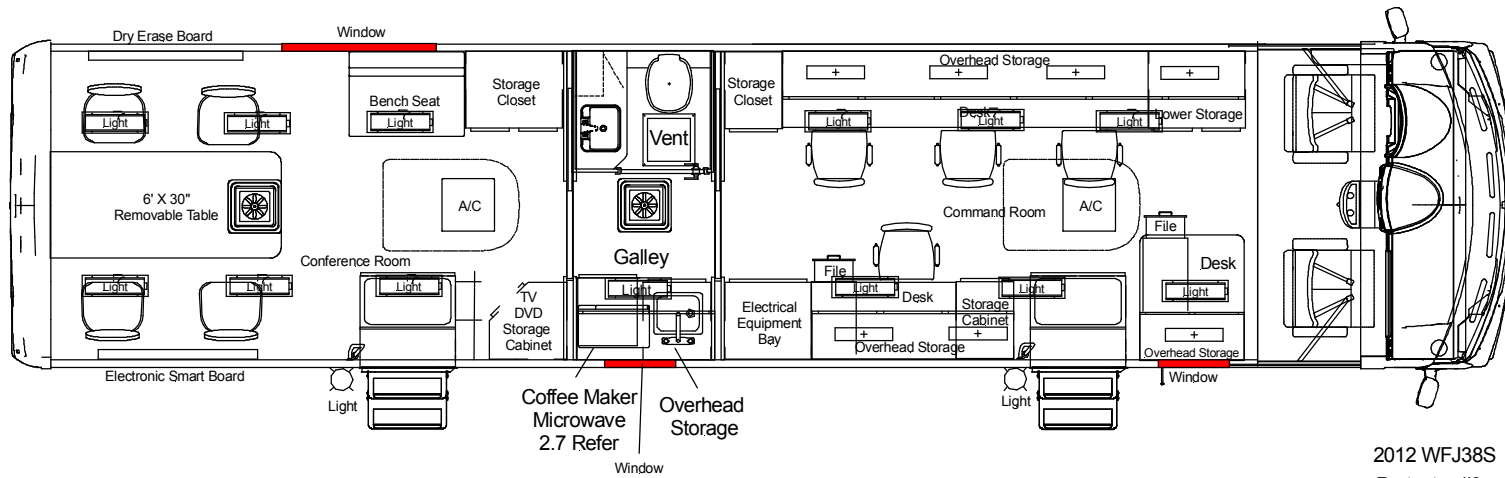 Dry Erase Board
Window
Overhead Storage
Storage
Closet
Storage
Closet
Bench Seat
Light
Light
Light
Vent
Light
Desk
Light
Light
Lower Storage
6' X 30"
Removable Table
A/C
A/C
Command Room
File
Galley
Conference Room
File
Desk
Light
Light
Light
Light
Light
Light
Light
TV
DVD
Storage
Cabinet
Electrical
Equipment
Bay
Desk
Storage
Cabinet
Overhead Storage
Overhead Storage
Electronic Smart Board
Window
Light
Light
Coffee Maker
Microwave
2.7 Refer
Overhead
Storage
Window
2012 WFJ38S